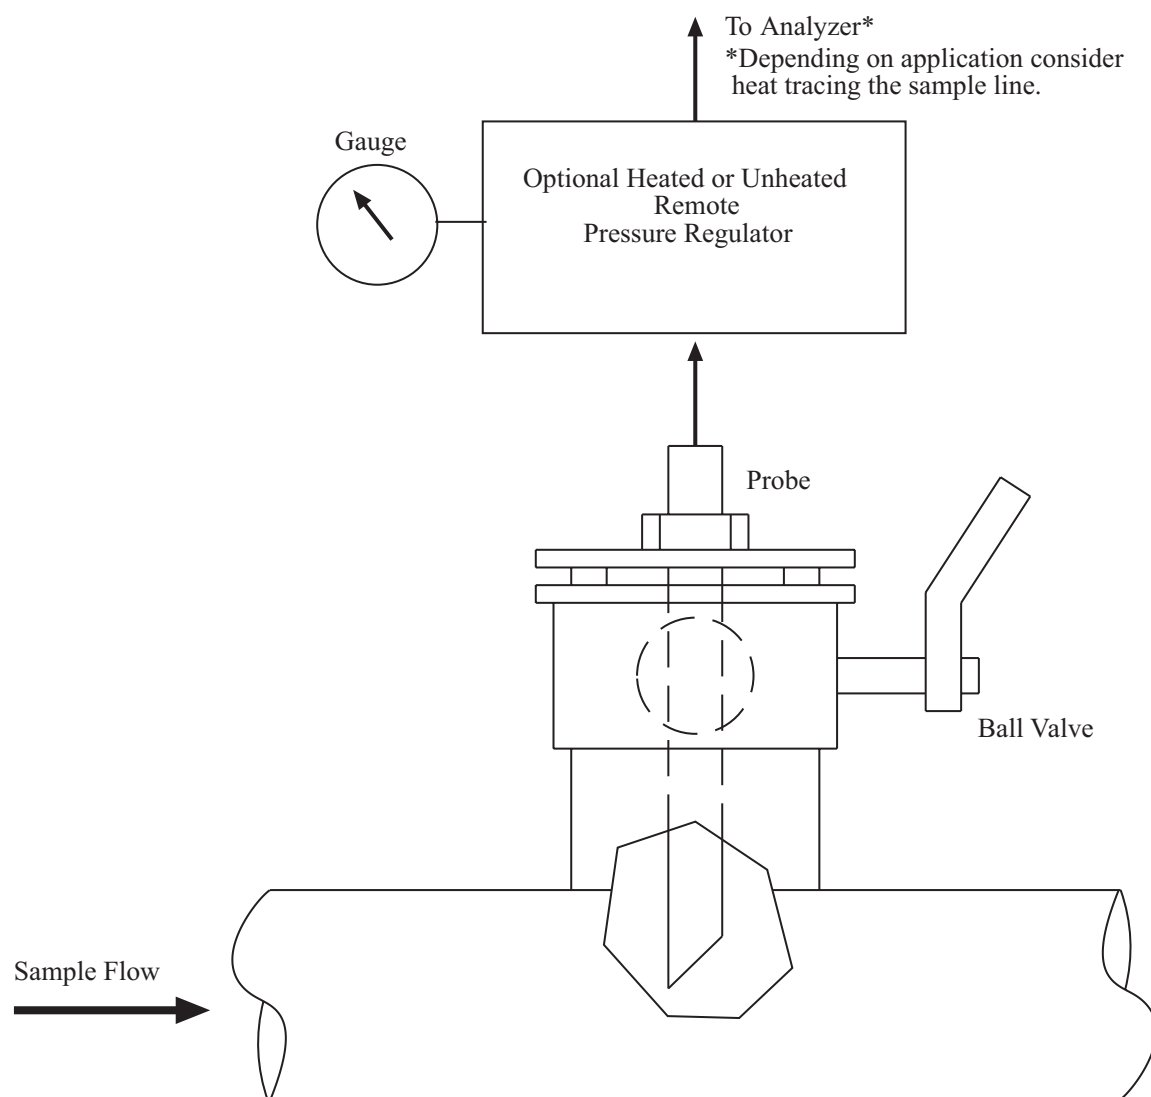 To Analyzer*
*Depending on application consider
heat tracing the sample line.
Gauge
Optional Heated or Unheated
Remote
Pressure Regulator
Probe
Ball Valve
Sample Flow